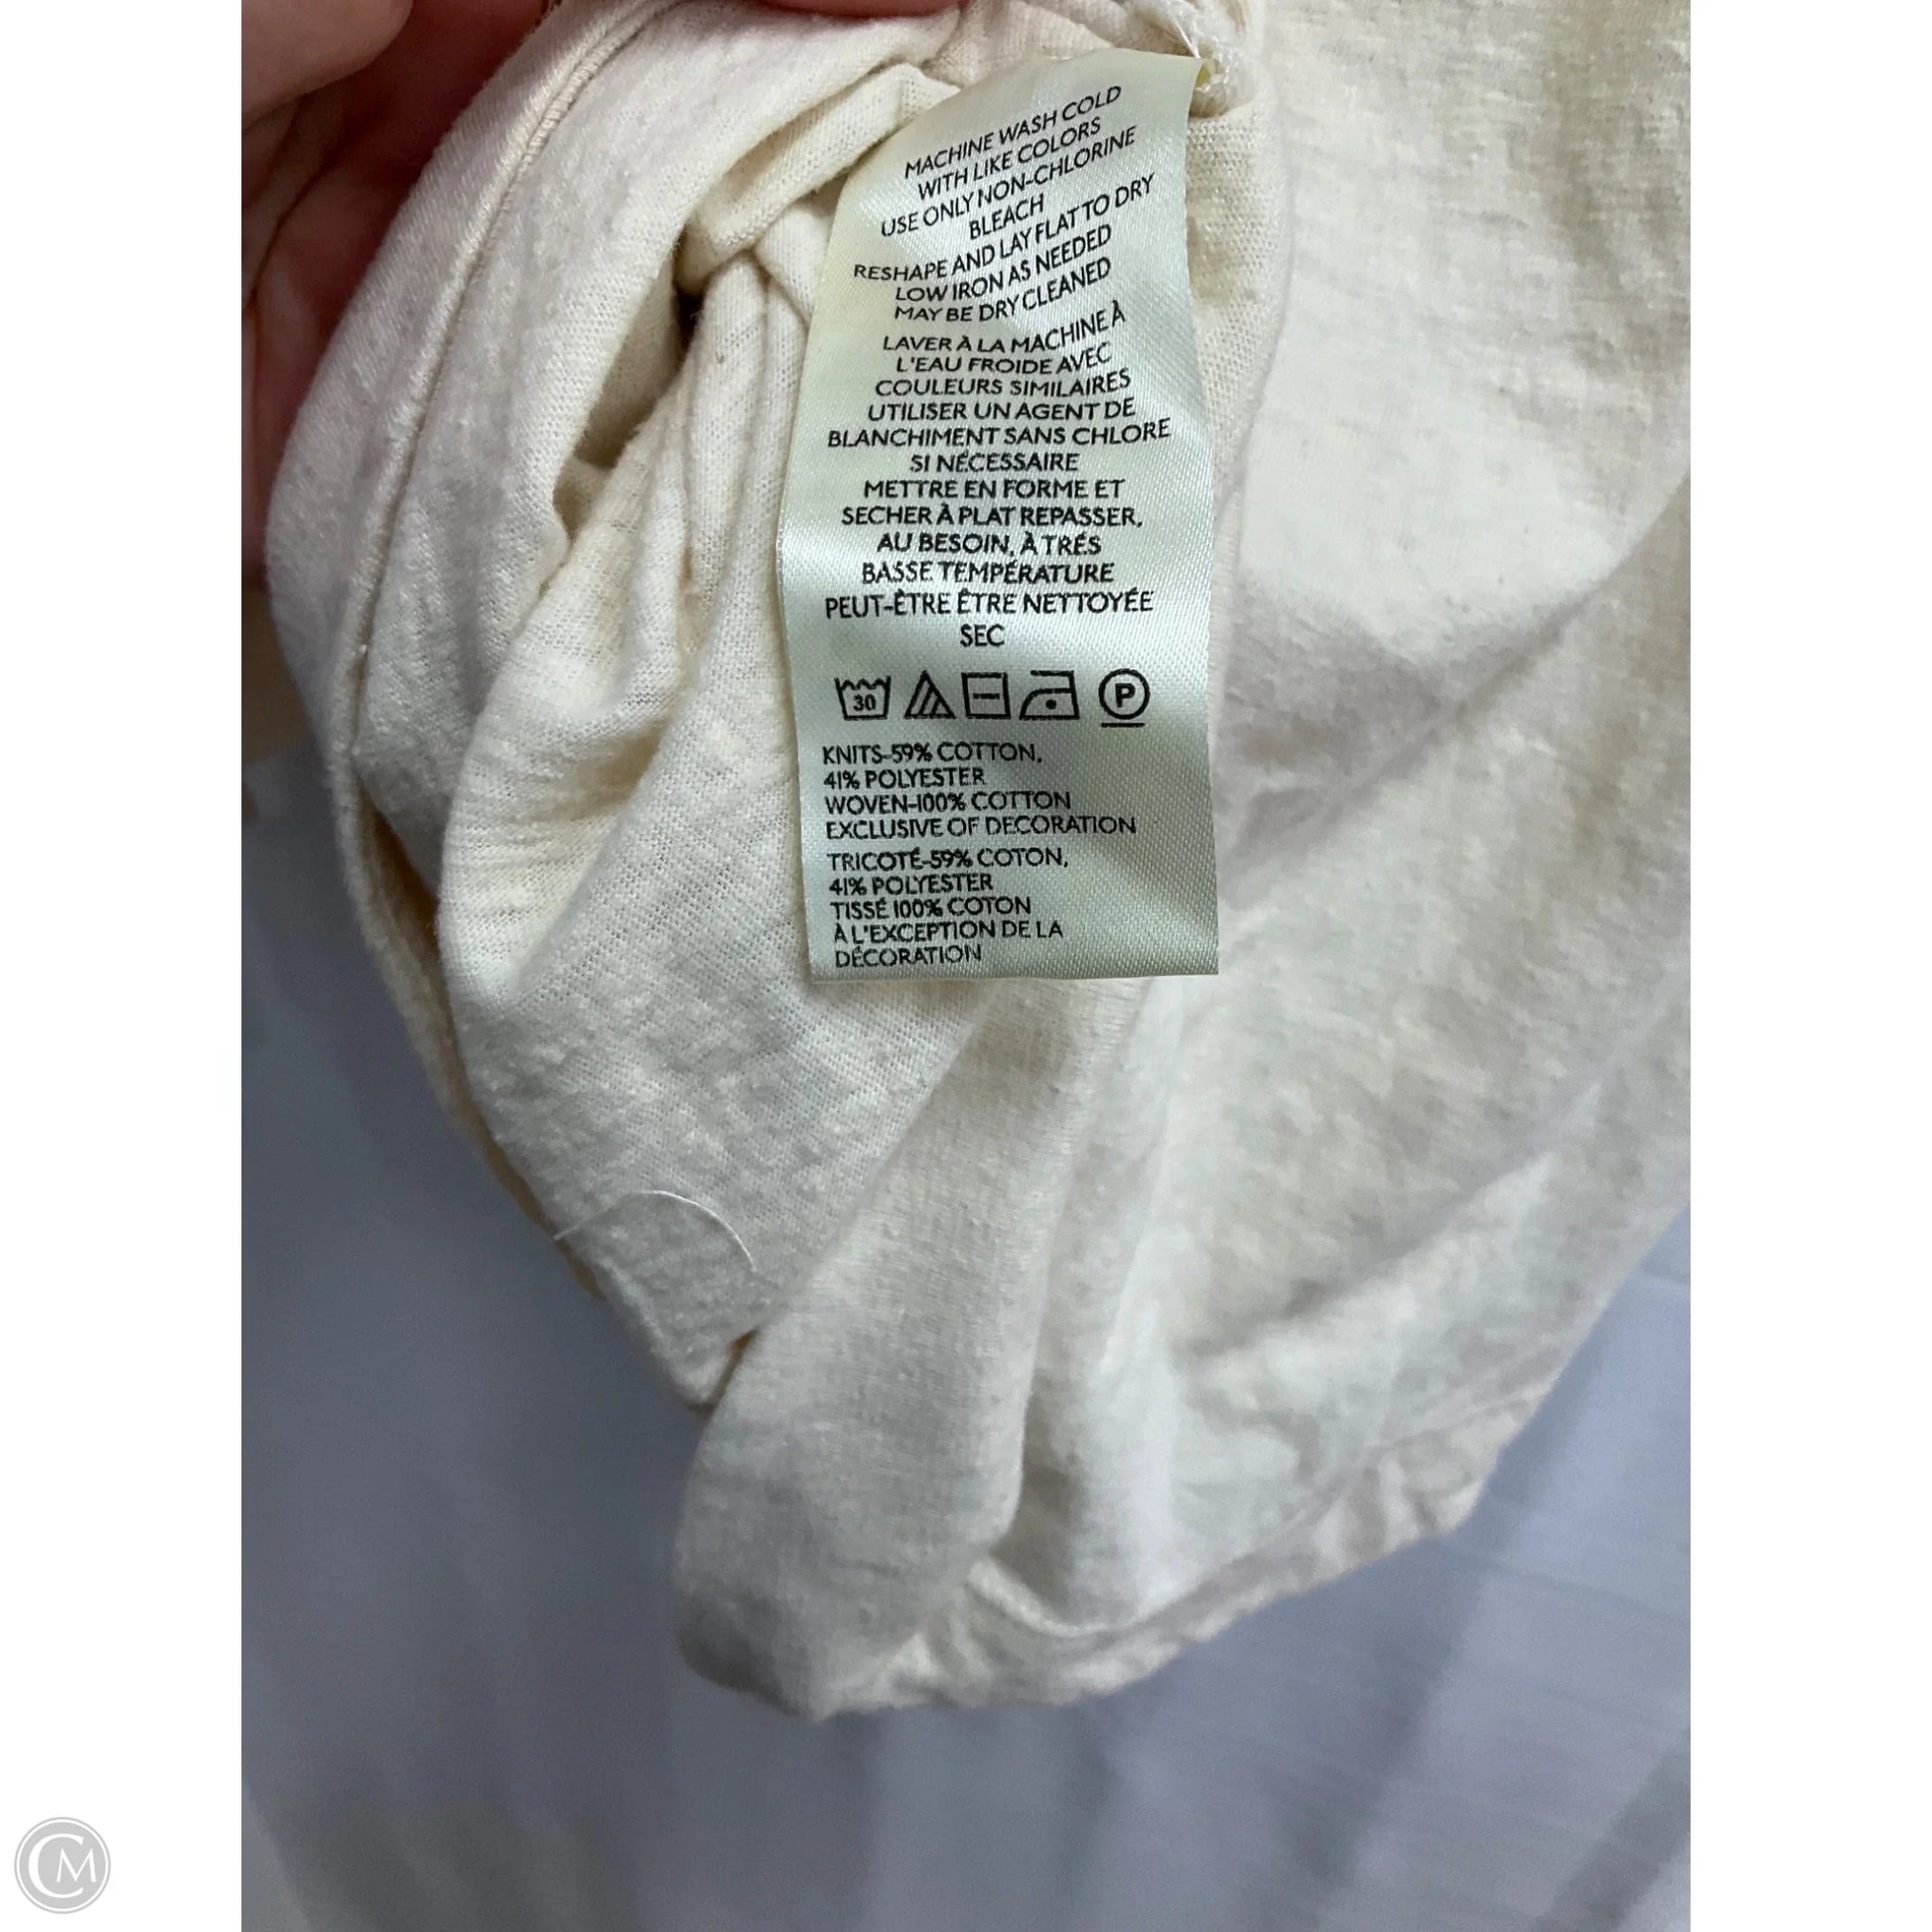 MACHINE WASH COLD
WITH LIKE COLORS
USE ONLY NON-CHLORINE
BLEACH
RESHAPE AND LAY FLAT TO DRY
LOW IRON AS NEEDED
MAY BE DRY CLEANED
LAVER À LA MACHINE À
L'EAU FROIDE AVEC
COULEURS SIMILAIRES
UTILISER UN AGENT DE
BLANCHIMENT SANS CHLORE
SI NÉCESSAIRE
METTRE EN FORME ET
SECHER À PLAT REPASSER,
AU BESOIN, À TRÉS
BASSE TEMPÉRATURE
PEUT-ÊTRE ÊTRE NETTOYÉE
SEC
30 P
KNITS-59% COTTON,
41% POLYESTER
WOVEN-100% COTTON
EXCLUSIVE OF DECORATION
TRICOTÉ-59% COTON,
41% POLYESTER
TISSÉ 100% COTON
À L'EXCEPTION DE LA
DÉCORATION
CM